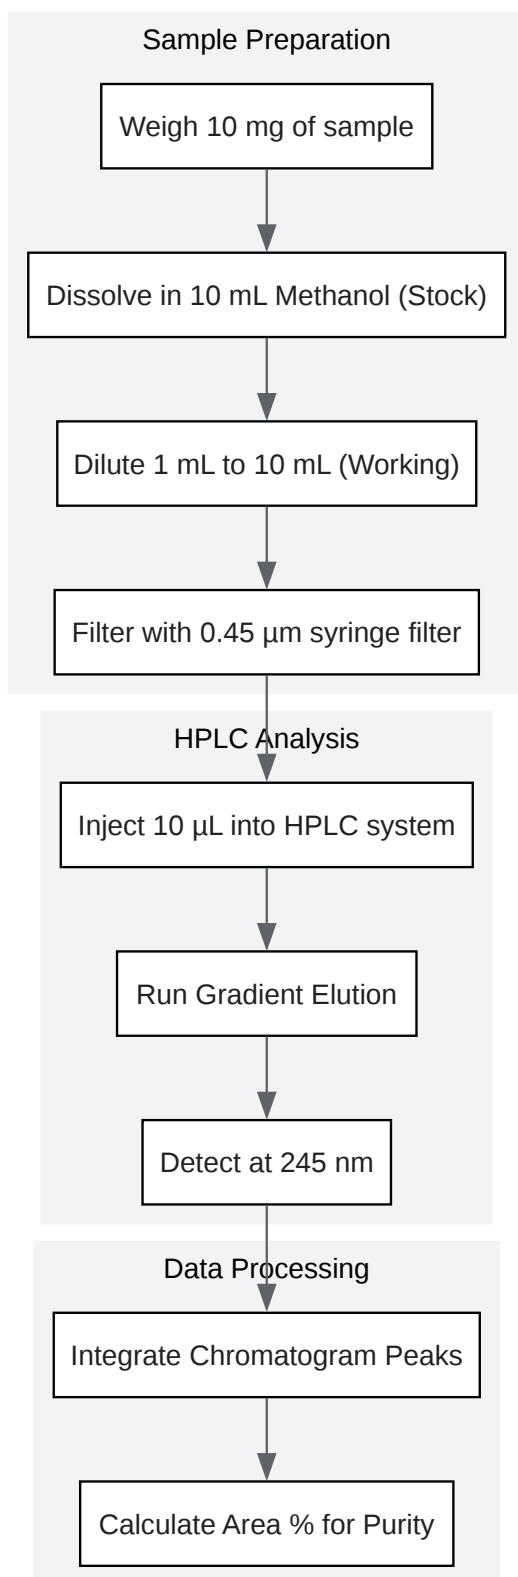 Sample Preparation
Weigh 10 mg of sample
Dissolve in 10 mL Methanol (Stock)
Dilute 1 mL to 10 mL (Working)
Filter with 0.45 µm syringe filter
HPLC Analysis
Inject 10 µL into HPLC system
Run Gradient Elution
Detect at 245 nm
Data Processing
Integrate Chromatogram Peaks
Calculate Area % for Purity